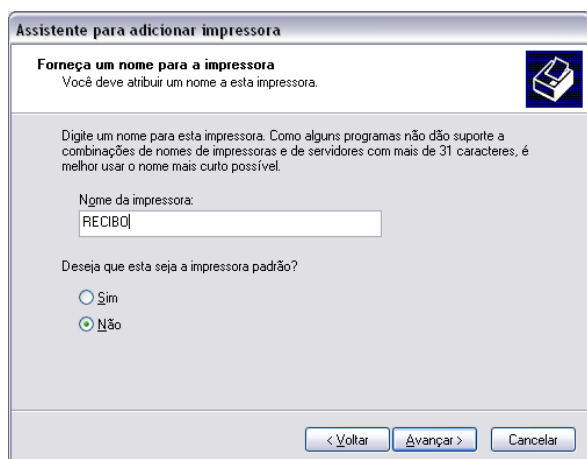 Assistente para adicionar impressora
Forneça um nome para a impressora
Você deve atribuir um nome a esta impressora.
Digite um nome para esta impressora. Como alguns programas não dão suporte a
combinações de nomes de impressoras e de servidores com mais de 31 caracteres, é
melhor usar o nome mais curto possível.
Nome da impressora:
RECIBO
Deseja que esta seja a impressora padrão?
Sim
Não
< Voltar
Avançar >
Cancelar